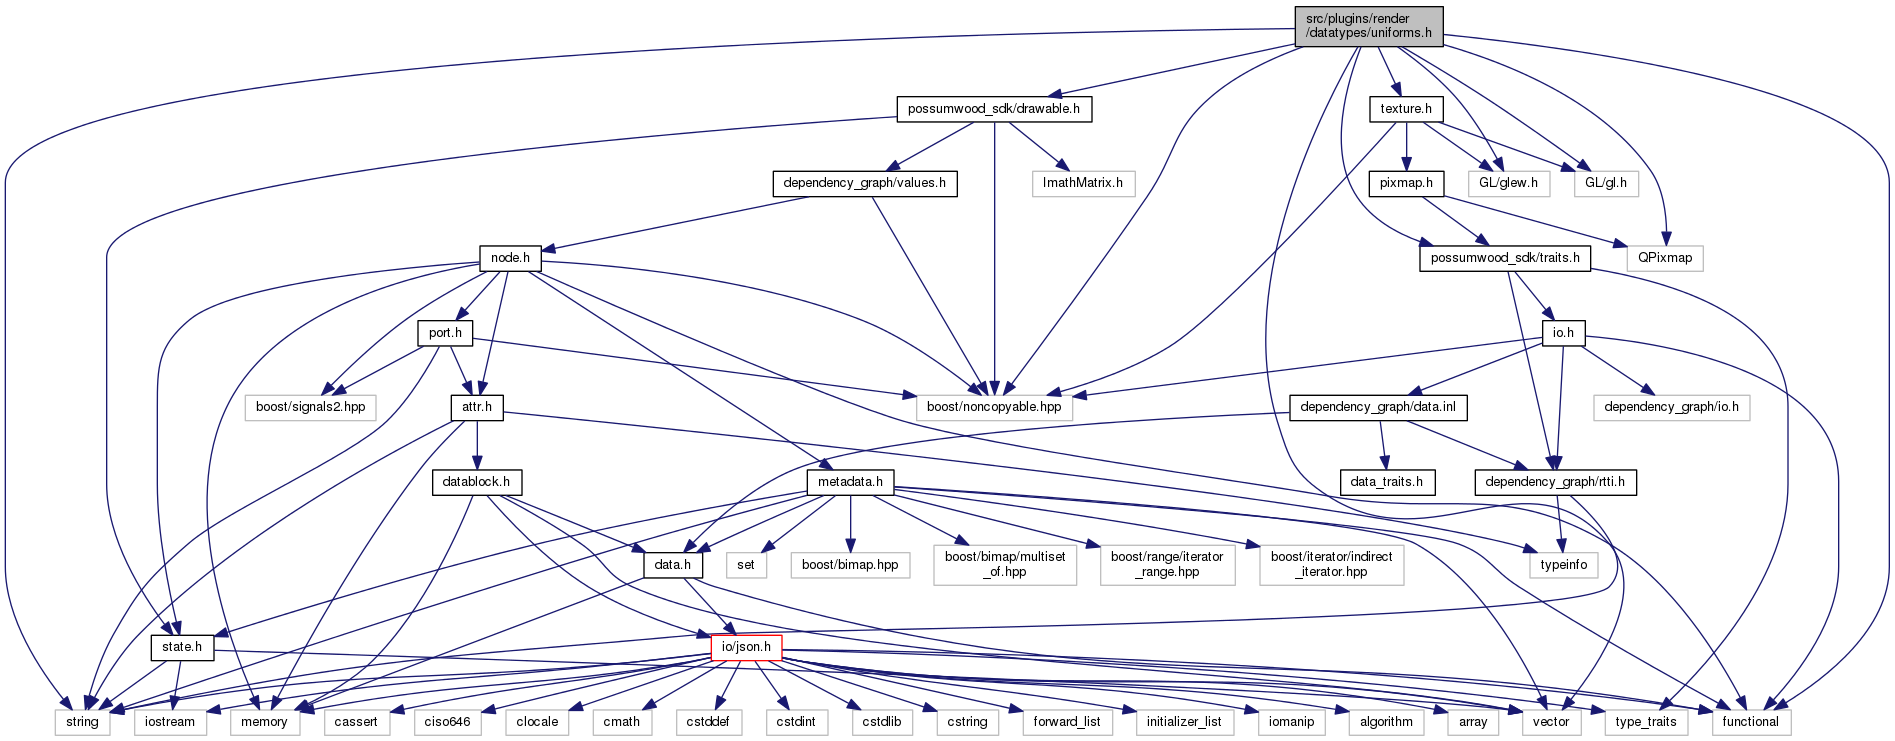 src/plugins/render
/datatypes/uniforms.h
possumwood_sdk/drawable.h
texture.h
dependency_graph/values.h
ImathMatrix.h
pixmap.h
GL/glew.h
GL/gl.h
node.h
possumwood_sdk/traits.h
QPixmap
port.h
io.h
boost/signals2.hpp
attr.h
boost/noncopyable.hpp
dependency_graph/data.inl
dependency_graph/io.h
datablock.h
metadata.h
data_traits.h
dependency_graph/rtti.h
data.h
set
boost/bimap.hpp
boost/bimap/multiset
_of.hpp
boost/range/iterator
_range.hpp
boost/iterator/indirect
_iterator.hpp
typeinfo
state.h
io/json.h
string
iostream
memory
cassert
ciso646
clocale
cmath
cstddef
cstdint
cstdlib
cstring
forward_list
initializer_list
iomanip
algorithm
array
vector
type_traits
functional